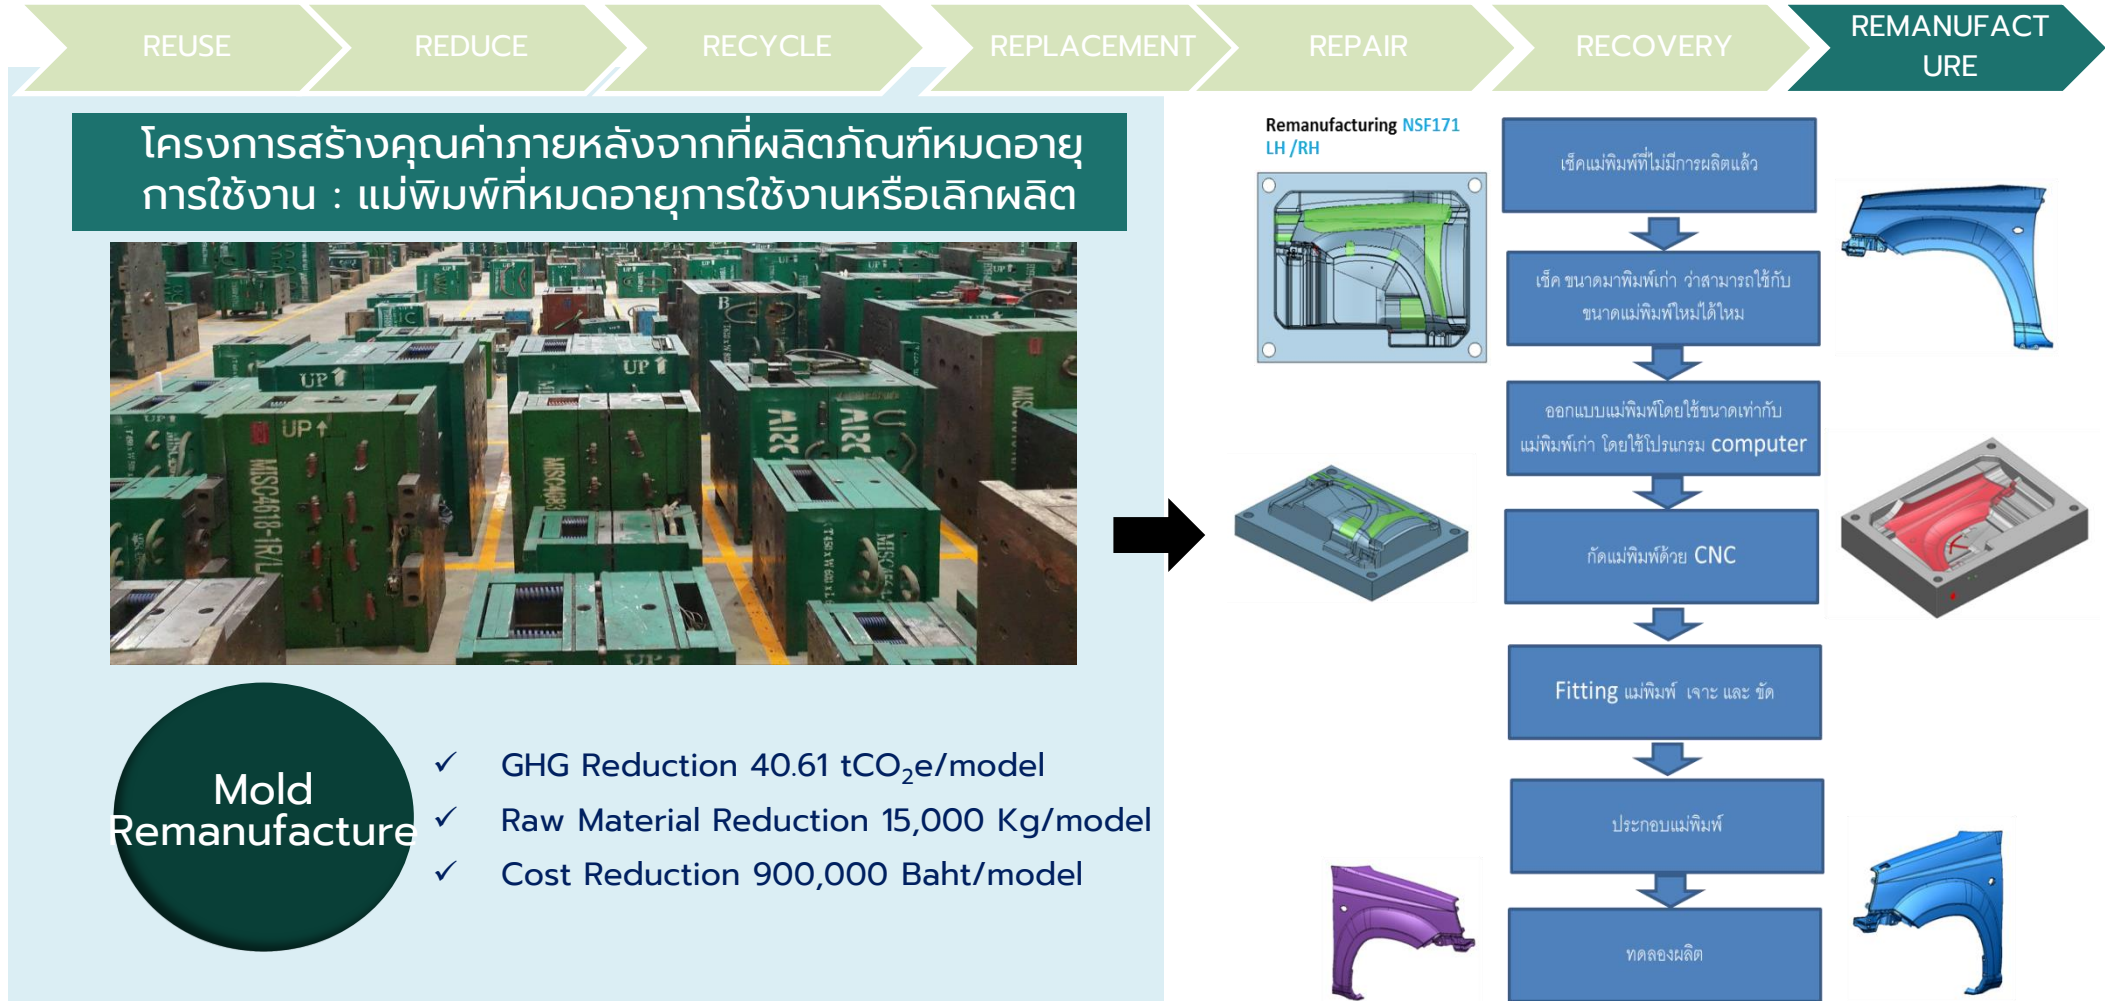 REUSE
REDUCE
RECYCLE
REPLACEMENT
REPAIR
RECOVERY
REMANUFACT
URE
โครงการสร้างคุณค่าภายหลังจากที่ผลิตภัณฑ์หมดอายุ
การใช้งาน : แม่พิมพ์ที่หมดอายุการใช้งานหรือเลิกผลิต
UP
UP
UP
MISC4618-1R/L
Mold
Remanufacture
✓ GHG Reduction 40.61 tCO₂e/model
✓ Raw Material Reduction 15,000 Kg/model
✓ Cost Reduction 900,000 Baht/model
Remanufacturing NSF171
LH /RH
เช็คแม่พิมพ์ที่ไม่มีการผลิตแล้ว
เช็ค ขนาดมาพิมพ์เก่า ว่าสามารถใช้กับ
ขนาดแม่พิมพ์ใหม่ได้ใหม
ออกแบบแม่พิมพ์โดยใช้ขนาดเท่ากับ
แม่พิมพ์เก่า โดยใช้โปรแกรม computer
กัดแม่พิมพ์ด้วย CNC
Fitting แม่พิมพ์ เจาะ และ ขัด
ประกอบแม่พิมพ์
ทดลองผลิต